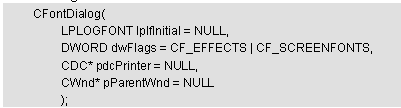 CFontDialog(
LPLOGFONT lplfInitial = NULL,
DWORD dwFlags = CF_EFFECTS | CF_SCREENFONTS,
CDC* pdcPrinter = NULL,
CWnd* pParentWnd = NULL
);